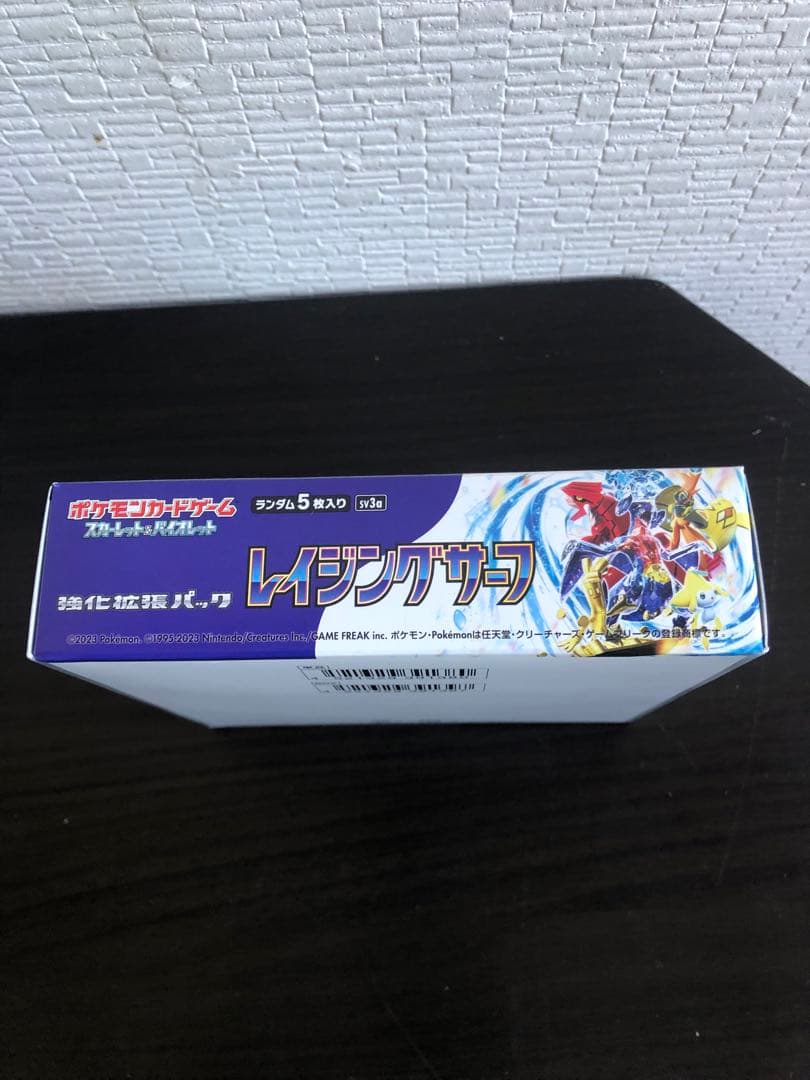 ポケモンカードゲーム
スカーレット&バイオレット
ランダム5枚入り
SV3a
強化拡張パック
レイジングサーフ
©2023 Pokémon. ©1995-2023 Nintendo/Creatures Inc./GAME FREAK inc. ポケモン・Pokémonは任天堂・クリーチャーズ・ゲームフリークの登録商標です。